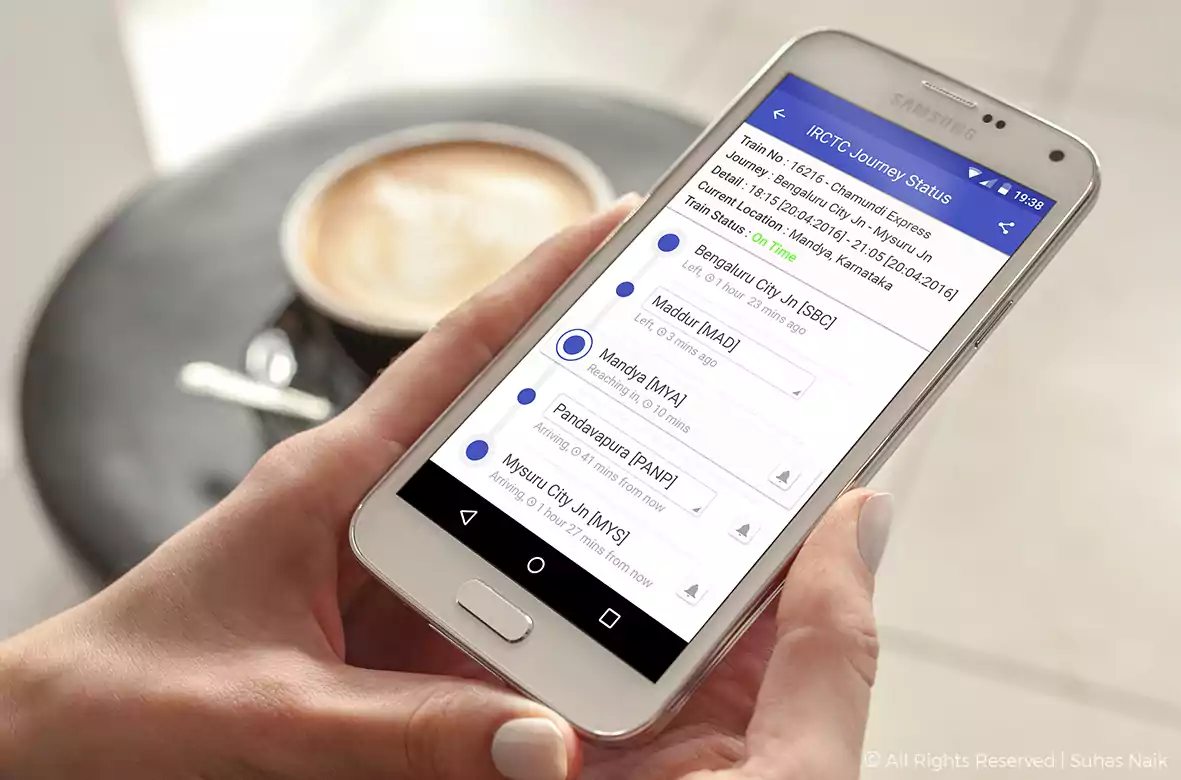 SAMSUNG
19:38
IRCTC Journey Status
Train No : 16216 - Chamundi Express
Journey : Bengaluru City Jn - Mysuru Jn
Detail : 18:15 [20:04:2016] - 21:05 [20:04:2016]
Current Location : Mandya, Karnataka
Train Status : On Time
Bengaluru City Jn [SBC]
Left, 1 hour 23 mins ago
Maddur [MAD]
Left, 3 mins ago
Mandya [MYA]
Reaching in, 10 mins
Pandavapura [PANP]
Arriving, 41 mins from now
Mysuru City Jn [MYS]
Arriving, 1 hour 27 mins from now
© All Rights Reserved | Suhas Naik